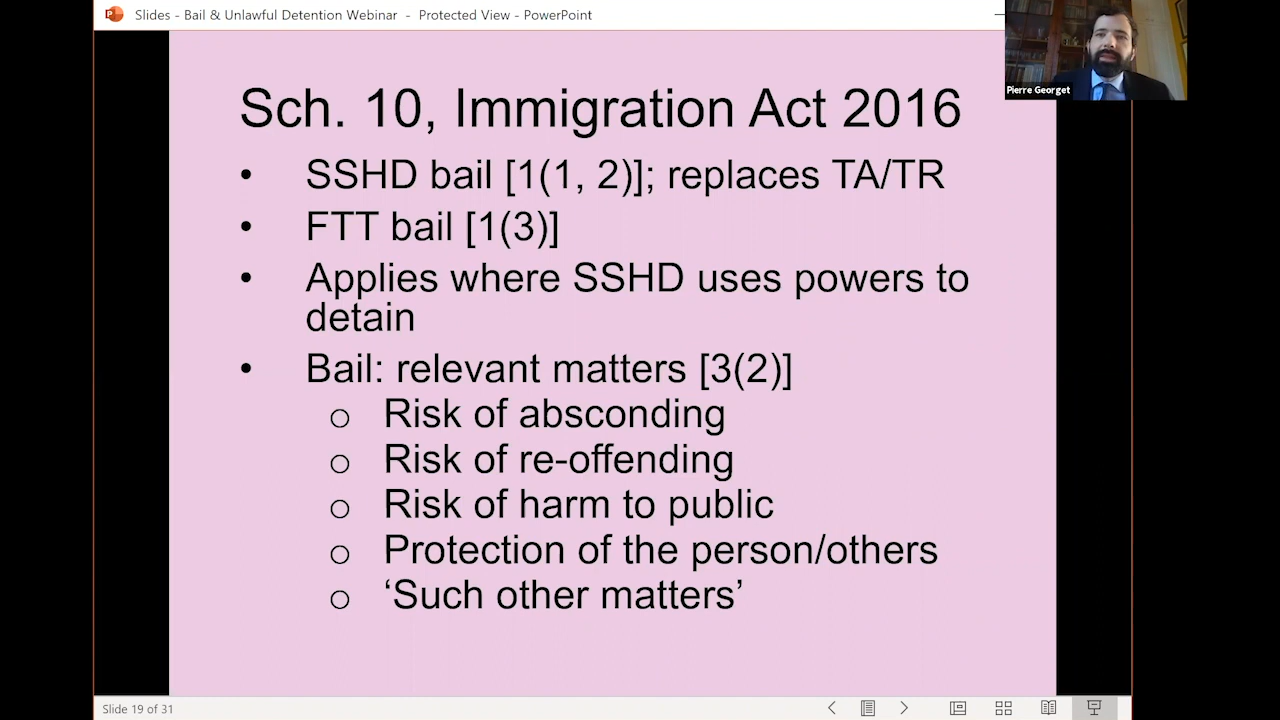 Slides - Bail & Unlawful Detention Webinar - Protected View - PowerPoint
Pierre Georget
Sch. 10, Immigration Act 2016
• SSHD bail [1(1, 2)]; replaces TA/TR
• FTT bail [1(3)]
• Applies where SSHD uses powers to
detain
• Bail: relevant matters [3(2)]
o Risk of absconding
o Risk of re-offending
o Risk of harm to public
o Protection of the person/others
o ‘Such other matters’
Slide 19 of 31